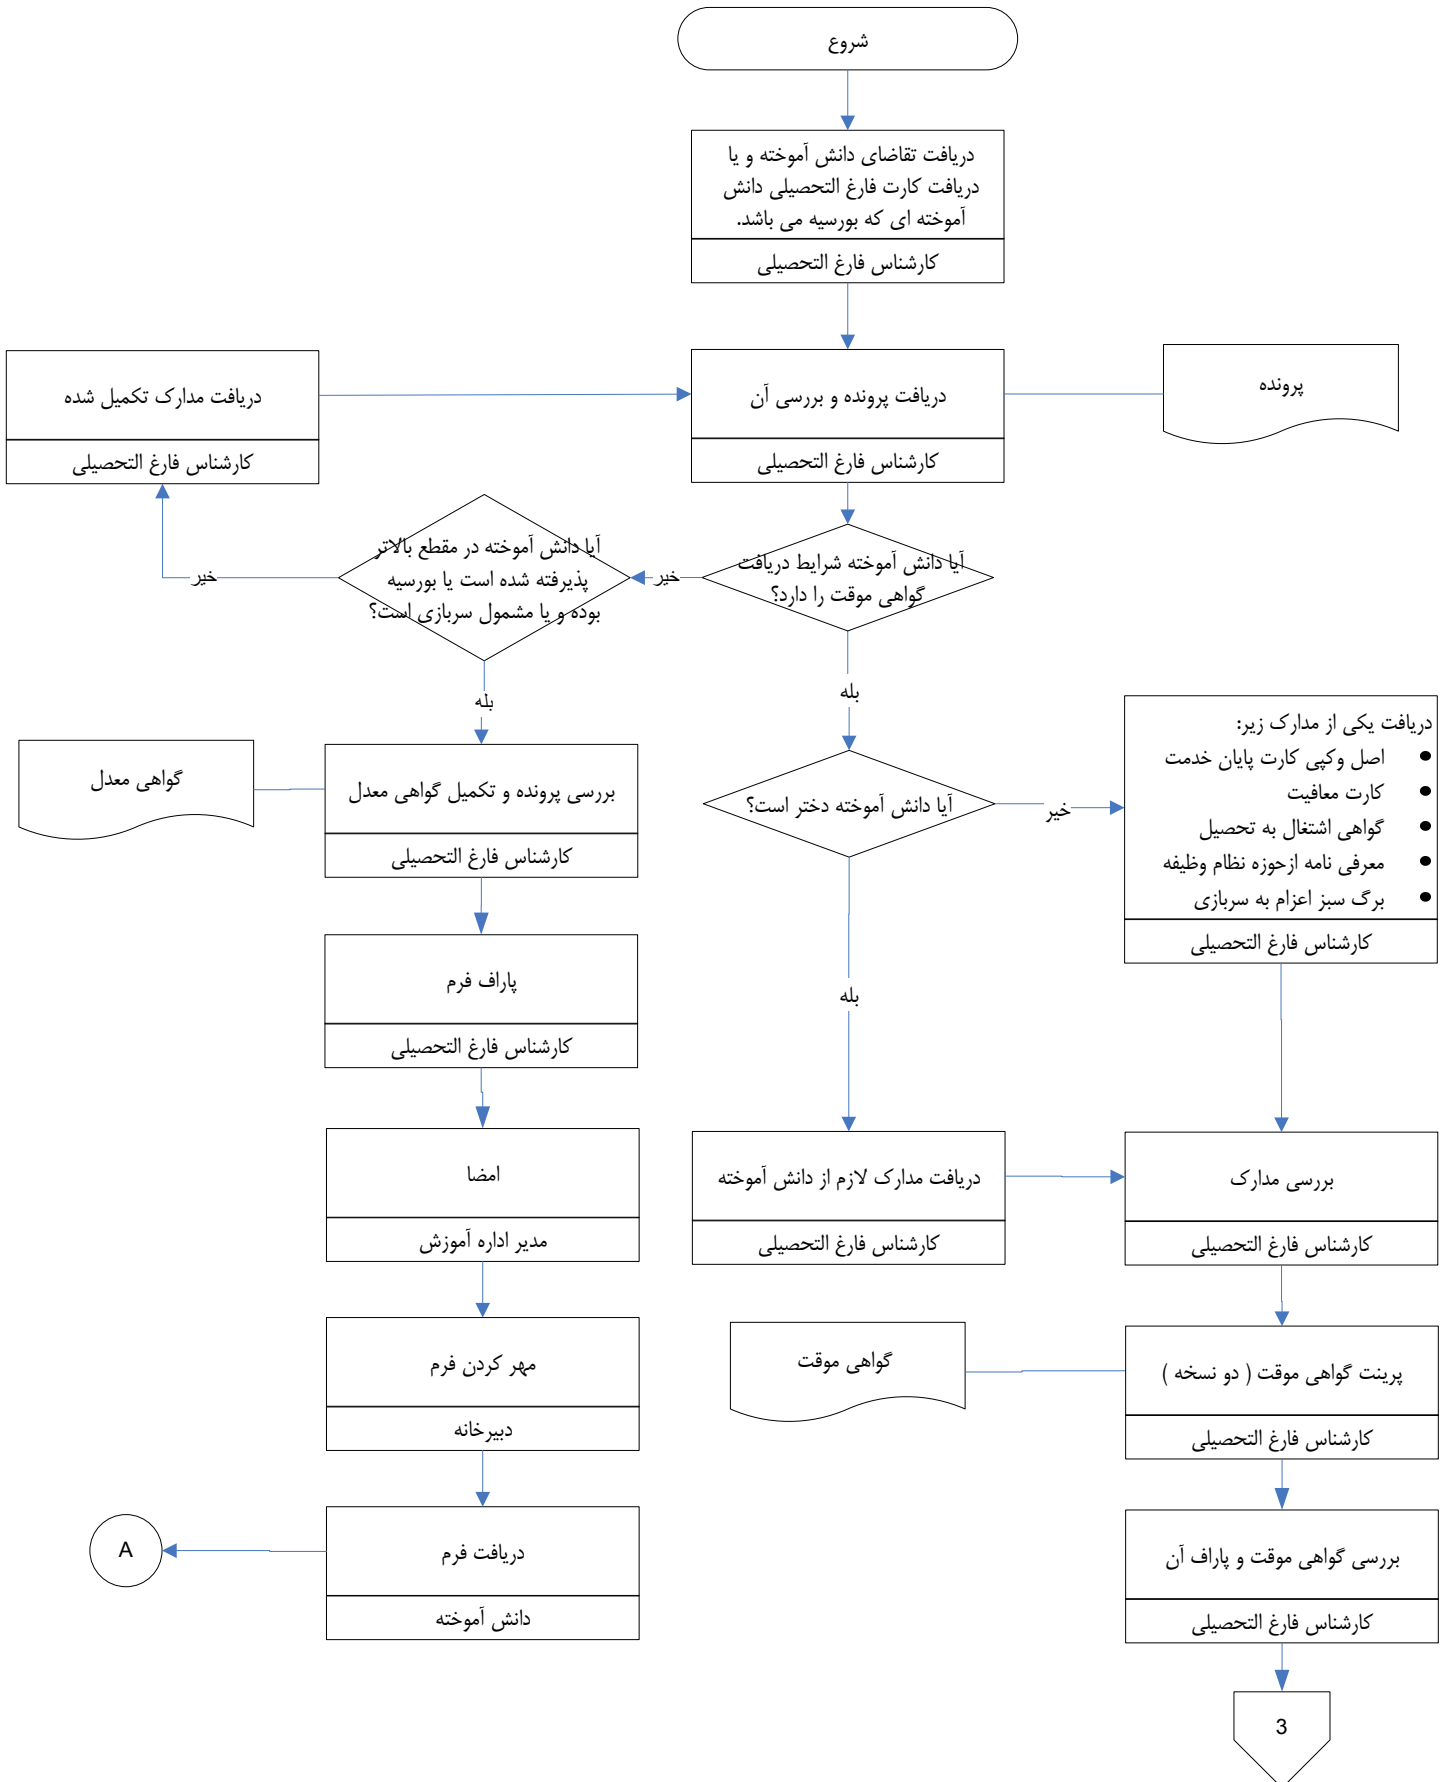 شروع
دریافت تقاضای دانش آموخته و یا
دریافت کارت فارغ التحصیلی دانش
آموخته ای که بورسیه می باشد.
کارشناس فارغ التحصیلی
پرونده
دریافت پرونده و بررسی آن
کارشناس فارغ التحصیلی
دریافت مدارک تکمیل شده
کارشناس فارغ التحصیلی
آیا دانش آموخته شرایط دریافت
گواهی موقت را دارد؟
خیر
آیا دانش آموخته در مقطع بالاتر
پذیرفته شده است یا بورسیه
بوده و یا مشمول سربازی است؟
خیر
بله
بله
دریافت یکی از مدارک زیر:
● اصل وکپی کارت پایان خدمت
● کارت معافیت
● گواهی اشتغال به تحصیل
● معرفی نامه ازحوزه نظام وظیفه
● برگ سبز اعزام به سربازی
کارشناس فارغ التحصیلی
خیر
آیا دانش آموخته دختر است؟
بله
بررسی پرونده و تکمیل گواهی معدل
کارشناس فارغ التحصیلی
گواهی معدل
پاراف فرم
کارشناس فارغ التحصیلی
بررسی مدارک
کارشناس فارغ التحصیلی
دریافت مدارک لازم از دانش آموخته
کارشناس فارغ التحصیلی
امضا
مدیر اداره آموزش
پرینت گواهی موقت ( دو نسخه )
کارشناس فارغ التحصیلی
گواهی موقت
مهر کردن فرم
دبیرخانه
بررسی گواهی موقت و پاراف آن
کارشناس فارغ التحصیلی
دریافت فرم
دانش آموخته
A
3